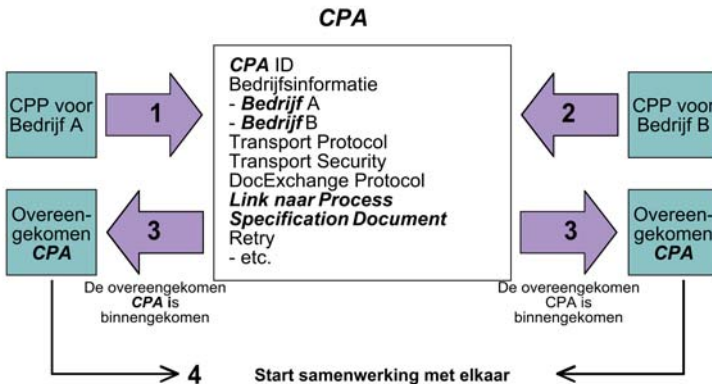 CPA
CPP voor
Bedrijf A
1
CPA ID
Bedrijfsinformatie
- Bedrijf A
- Bedrijf B
Transport Protocol
Transport Security
DocExchange Protocol
Link naar Process
Specification Document
Retry
- etc.
2
CPP voor
Bedrijf B
Overeen-
gekomen
CPA
3
De overeengekomen
CPA is
binnengekomen
3
De overeengekomen
CPA is
binnengekomen
Overeen-
gekomen
CPA
4 Start samenwerking met elkaar